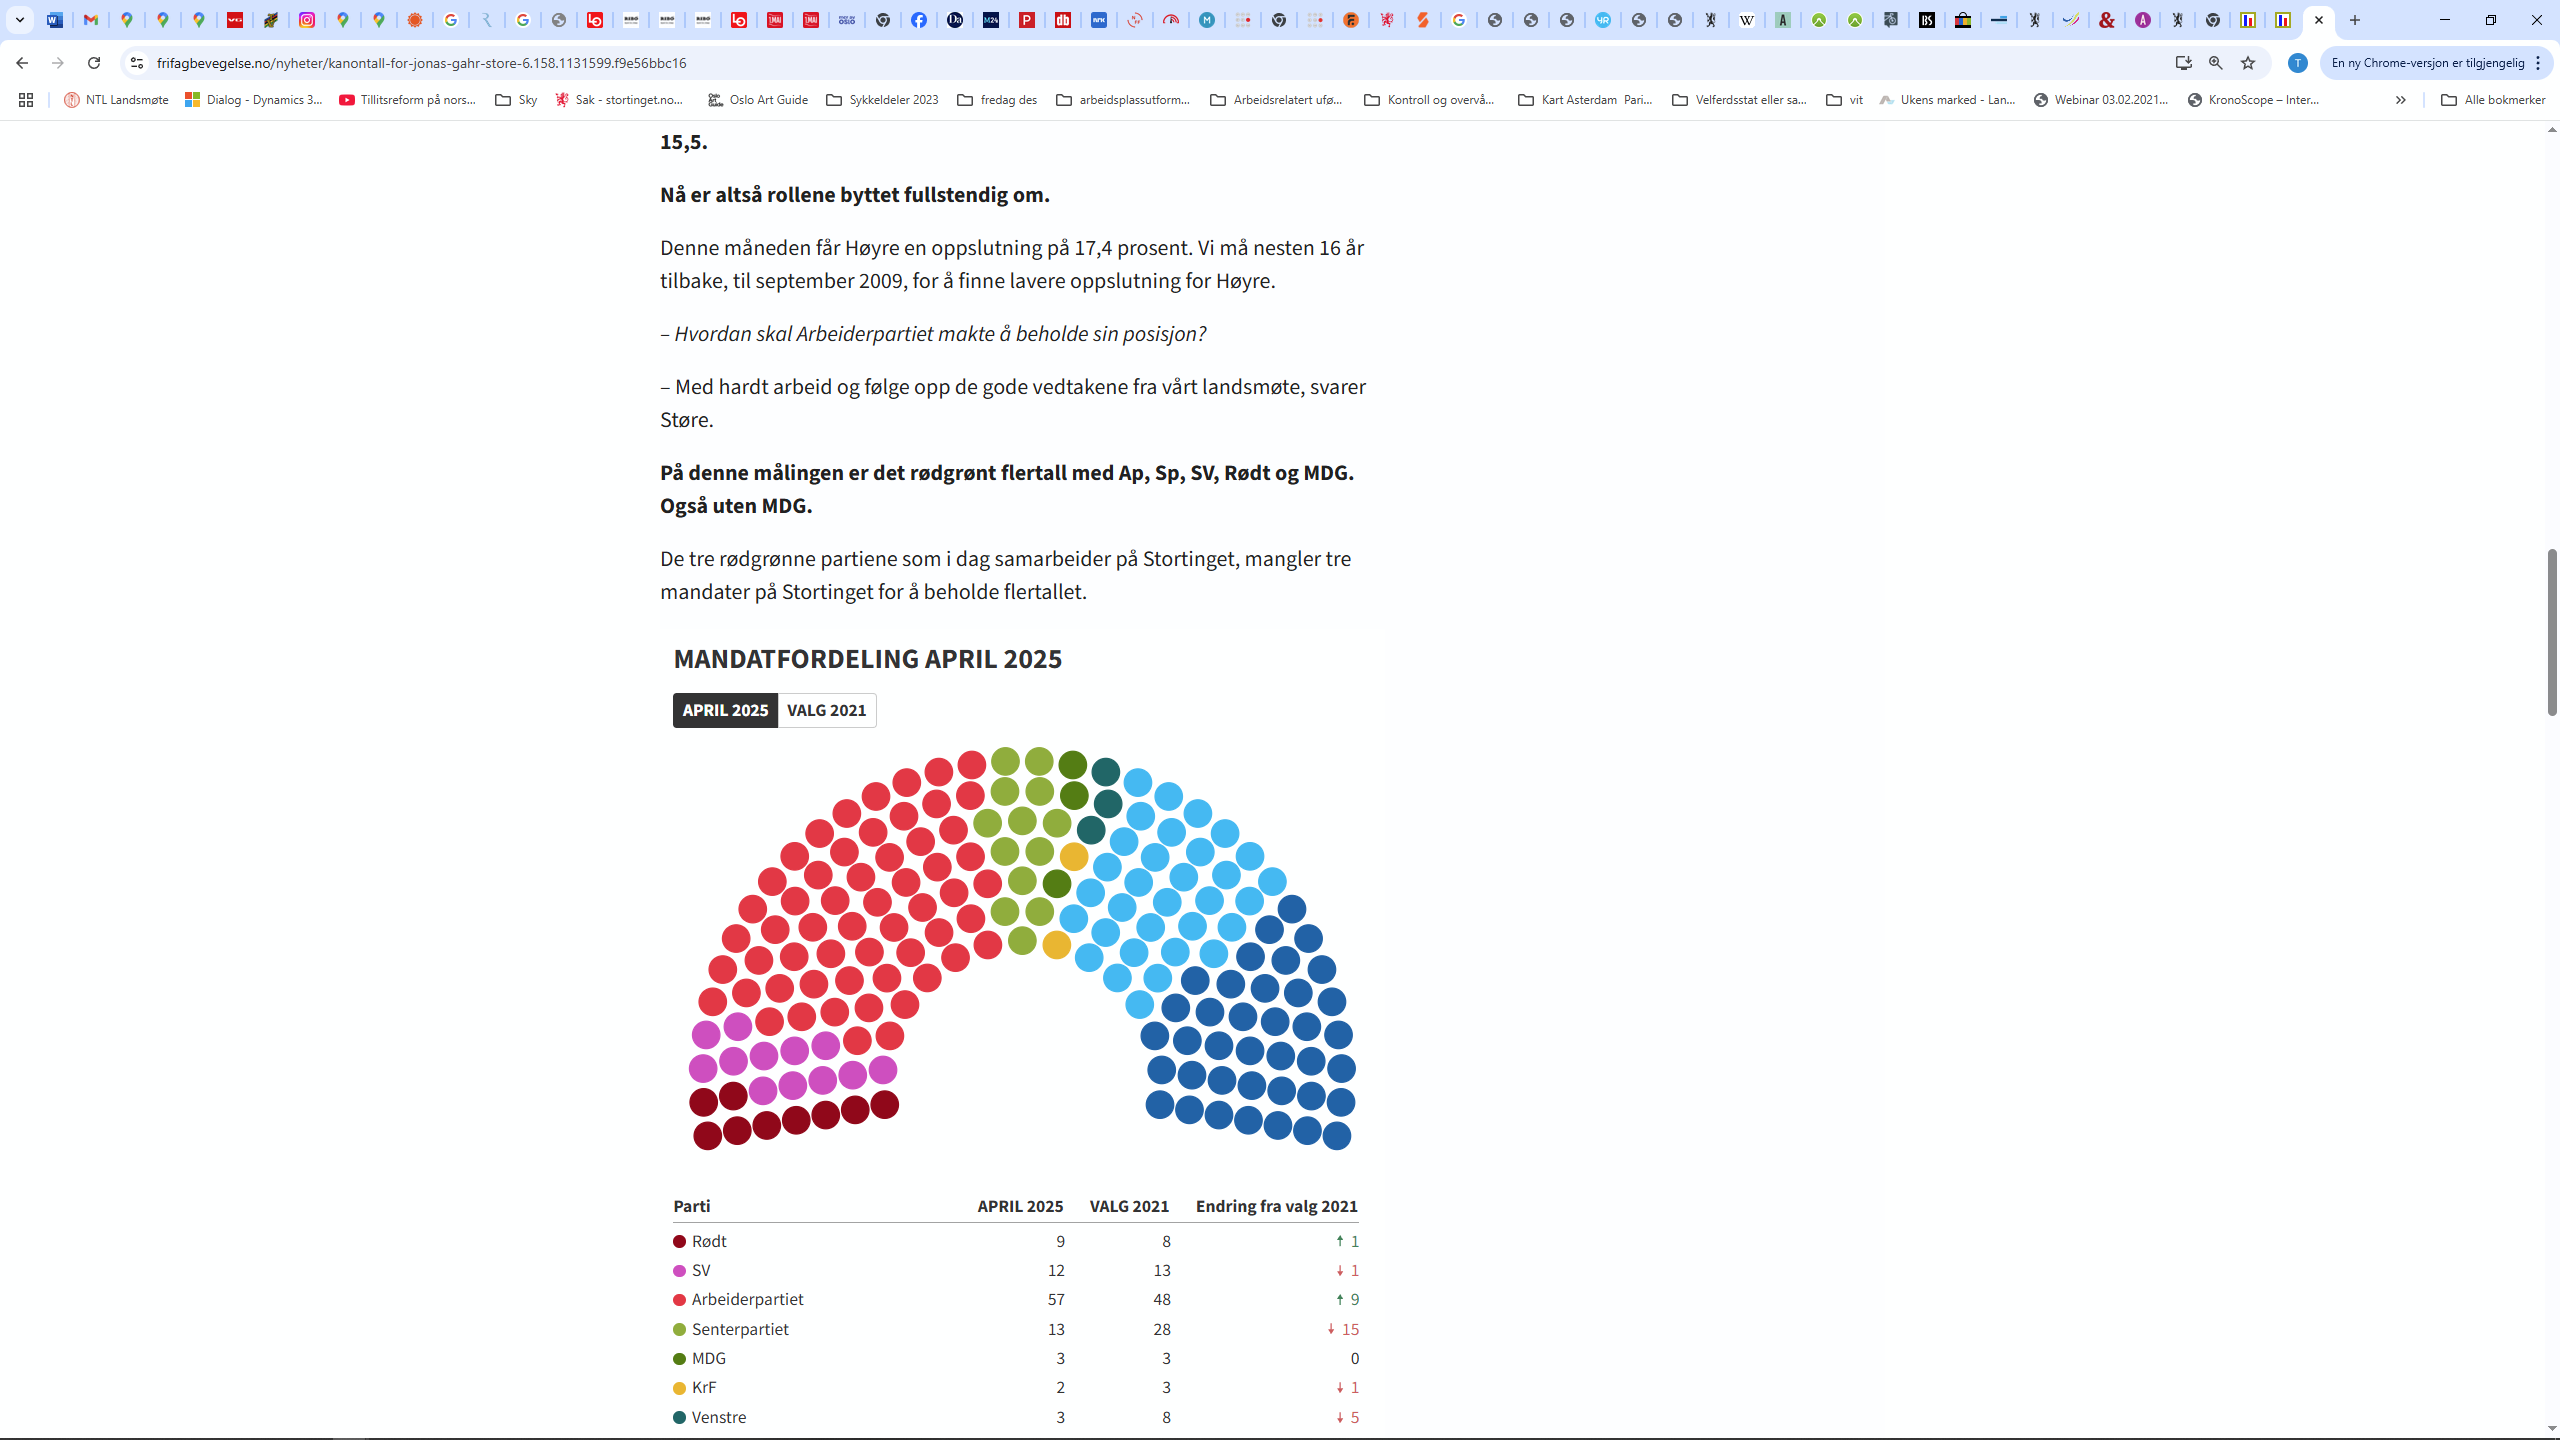 frifagbevegelse.no/nyheter/kanontall-for-jonas-gahr-store-6.158.1131599.f9e56bbc16
En ny Chrome-versjon er tilgjengelig
NTL Landsmøte
Dialog - Dynamics 3...
Tillitsreform på nors...
Sky
Sak - stortinget.no...
Oslo Art Guide
Sykkeldeler 2023
fredag des
arbeidsplassutform...
Arbeidsrelatert ufø...
Kontroll og overvå...
Kart Asterdam Pari...
Velferdsstat eller sa...
vit
Ukens marked - Lan...
Webinar 03.02.2021...
KronoScope – Inter...
Alle bokmerker
15,5.
Nå er altså rollene byttet fullstendig om.
Denne måneden får Høyre en oppslutning på 17,4 prosent. Vi må nesten 16 år
tilbake, til september 2009, for å finne lavere oppslutning for Høyre.
– Hvordan skal Arbeiderpartiet makte å beholde sin posisjon?
– Med hardt arbeid og følge opp de gode vedtakene fra vårt landsmøte, svarer
Støre.
På denne målingen er det rødgrønt flertall med Ap, Sp, SV, Rødt og MDG.
Også uten MDG.
De tre rødgrønne partiene som i dag samarbeider på Stortinget, mangler tre
mandater på Stortinget for å beholde flertallet.
MANDATFORDELING APRIL 2025
APRIL 2025 VALG 2021
Parti APRIL 2025 VALG 2021 Endring fra valg 2021
Rødt 9 8 ↑ 1
SV 12 13 ↓ 1
Arbeiderpartiet 57 48 ↑ 9
Senterpartiet 13 28 ↓ 15
MDG 3 3 0
KrF 2 3 ↓ 1
Venstre 3 8 ↓ 5